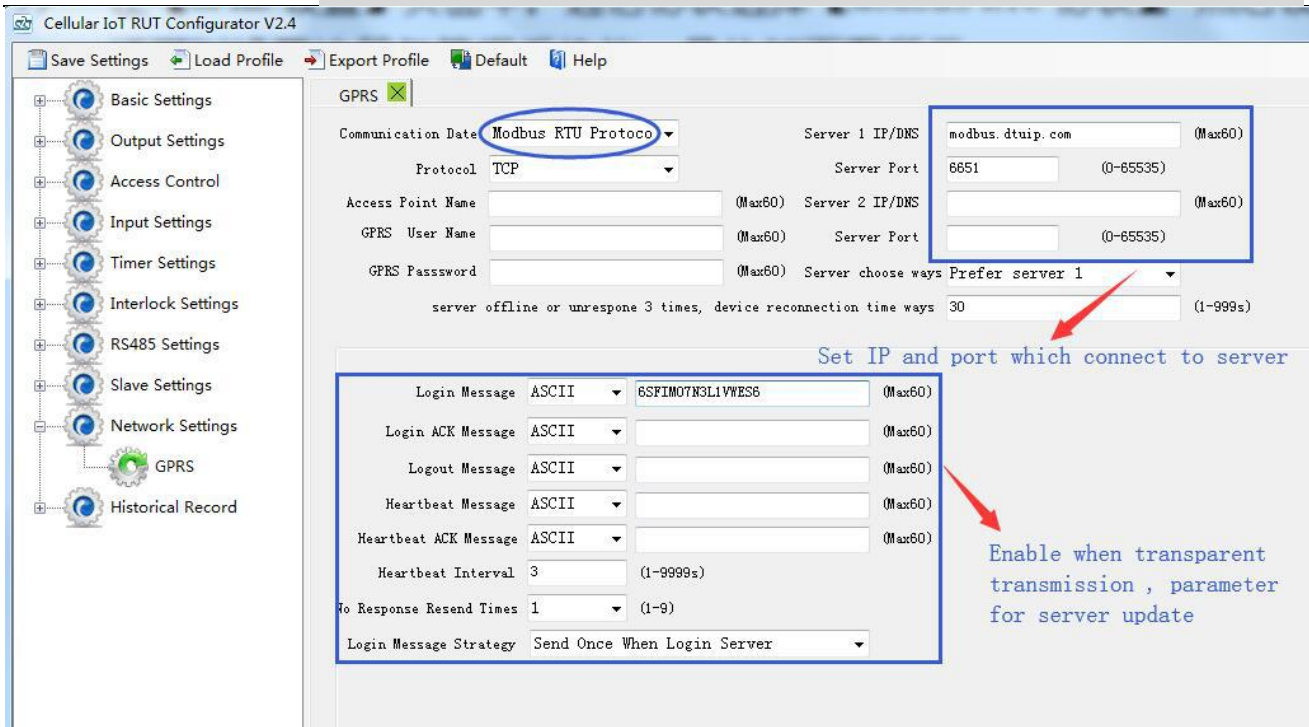 Cellular IoT RUT Configurator V2.4
Save Settings Load Profile Export Profile Default Help
Basic Settings
Output Settings
Access Control
Input Settings
Timer Settings
Interlock Settings
RS485 Settings
Slave Settings
Network Settings
GPRS
Historical Record
GPRS
Communication Date Modbus RTU Protoco Server 1 IP/DNS modbus.dtuip.com (Max60)
Protocol TCP Server Port 6651 (0-65535)
Access Point Name (Max60) Server 2 IP/DNS (Max60)
GPRS User Name (Max60) Server Port (0-65535)
GPRS Passsword (Max60) Server choose ways Prefer server 1
server offline or unrespone 3 times, device reconnection time ways 30 (1-999s)
Set IP and port which connect to server
Login Message ASCII 6SFIMO7N3L1VWES6 (Max60)
Login ACK Message ASCII (Max60)
Logout Message ASCII (Max60)
Heartbeat Message ASCII (Max60)
Heartbeat ACK Message ASCII (Max60)
Heartbeat Interval 3 (1-9999s)
No Response Resend Times 1 (1-9)
Login Message Strategy Send Once When Login Server
Enable when transparent
transmission , parameter
for server update